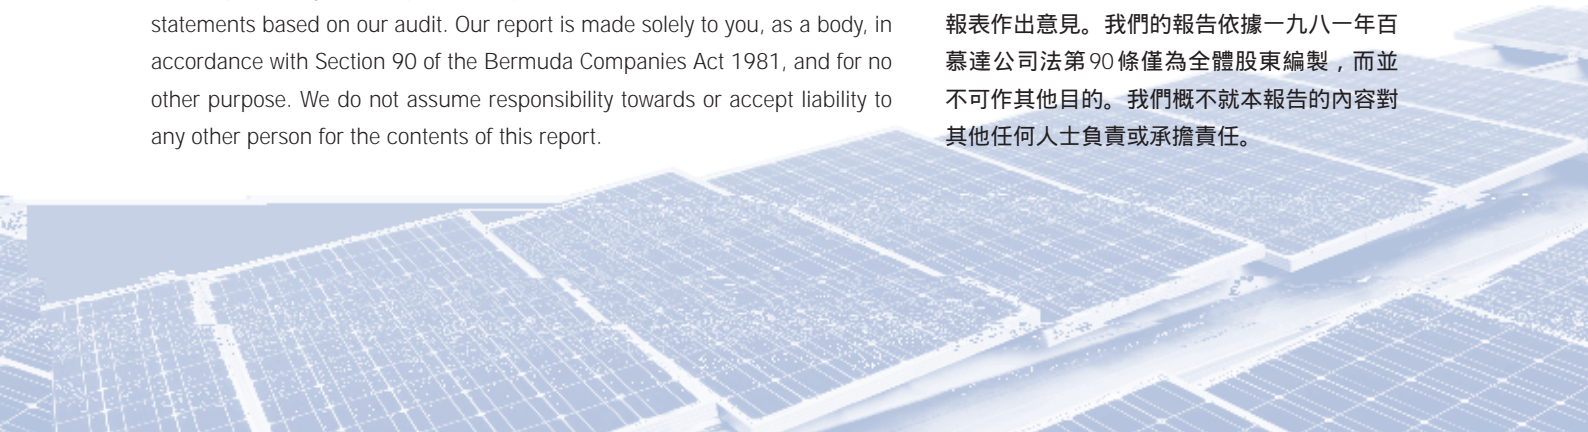 statements based on our audit. Our report is made solely to you, as a body, in
accordance with Section 90 of the Bermuda Companies Act 1981, and for no
other purpose. We do not assume responsibility towards or accept liability to
any other person for the contents of this report.
報表作出意見。我們的報告依據一九八一年百
慕達公司法第90條僅為全體股東編製，而並
不可作其他目的。我們概不就本報告的內容對
其他任何人士負責或承擔責任。